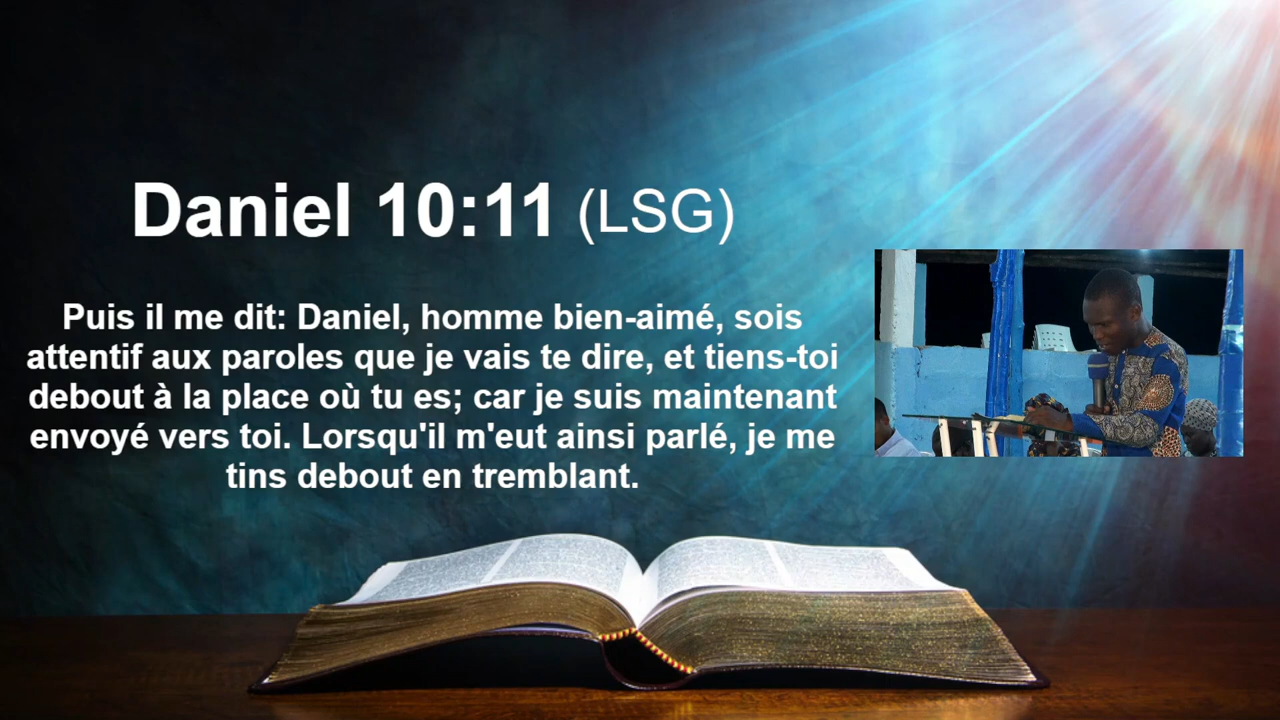 Daniel 10:11 (LSG)
Puis il me dit: Daniel, homme bien-aimé, sois
attentif aux paroles que je vais te dire, et tiens-toi
debout à la place où tu es; car je suis maintenant
envoyé vers toi. Lorsqu'il m'eut ainsi parlé, je me
tins debout en tremblant.